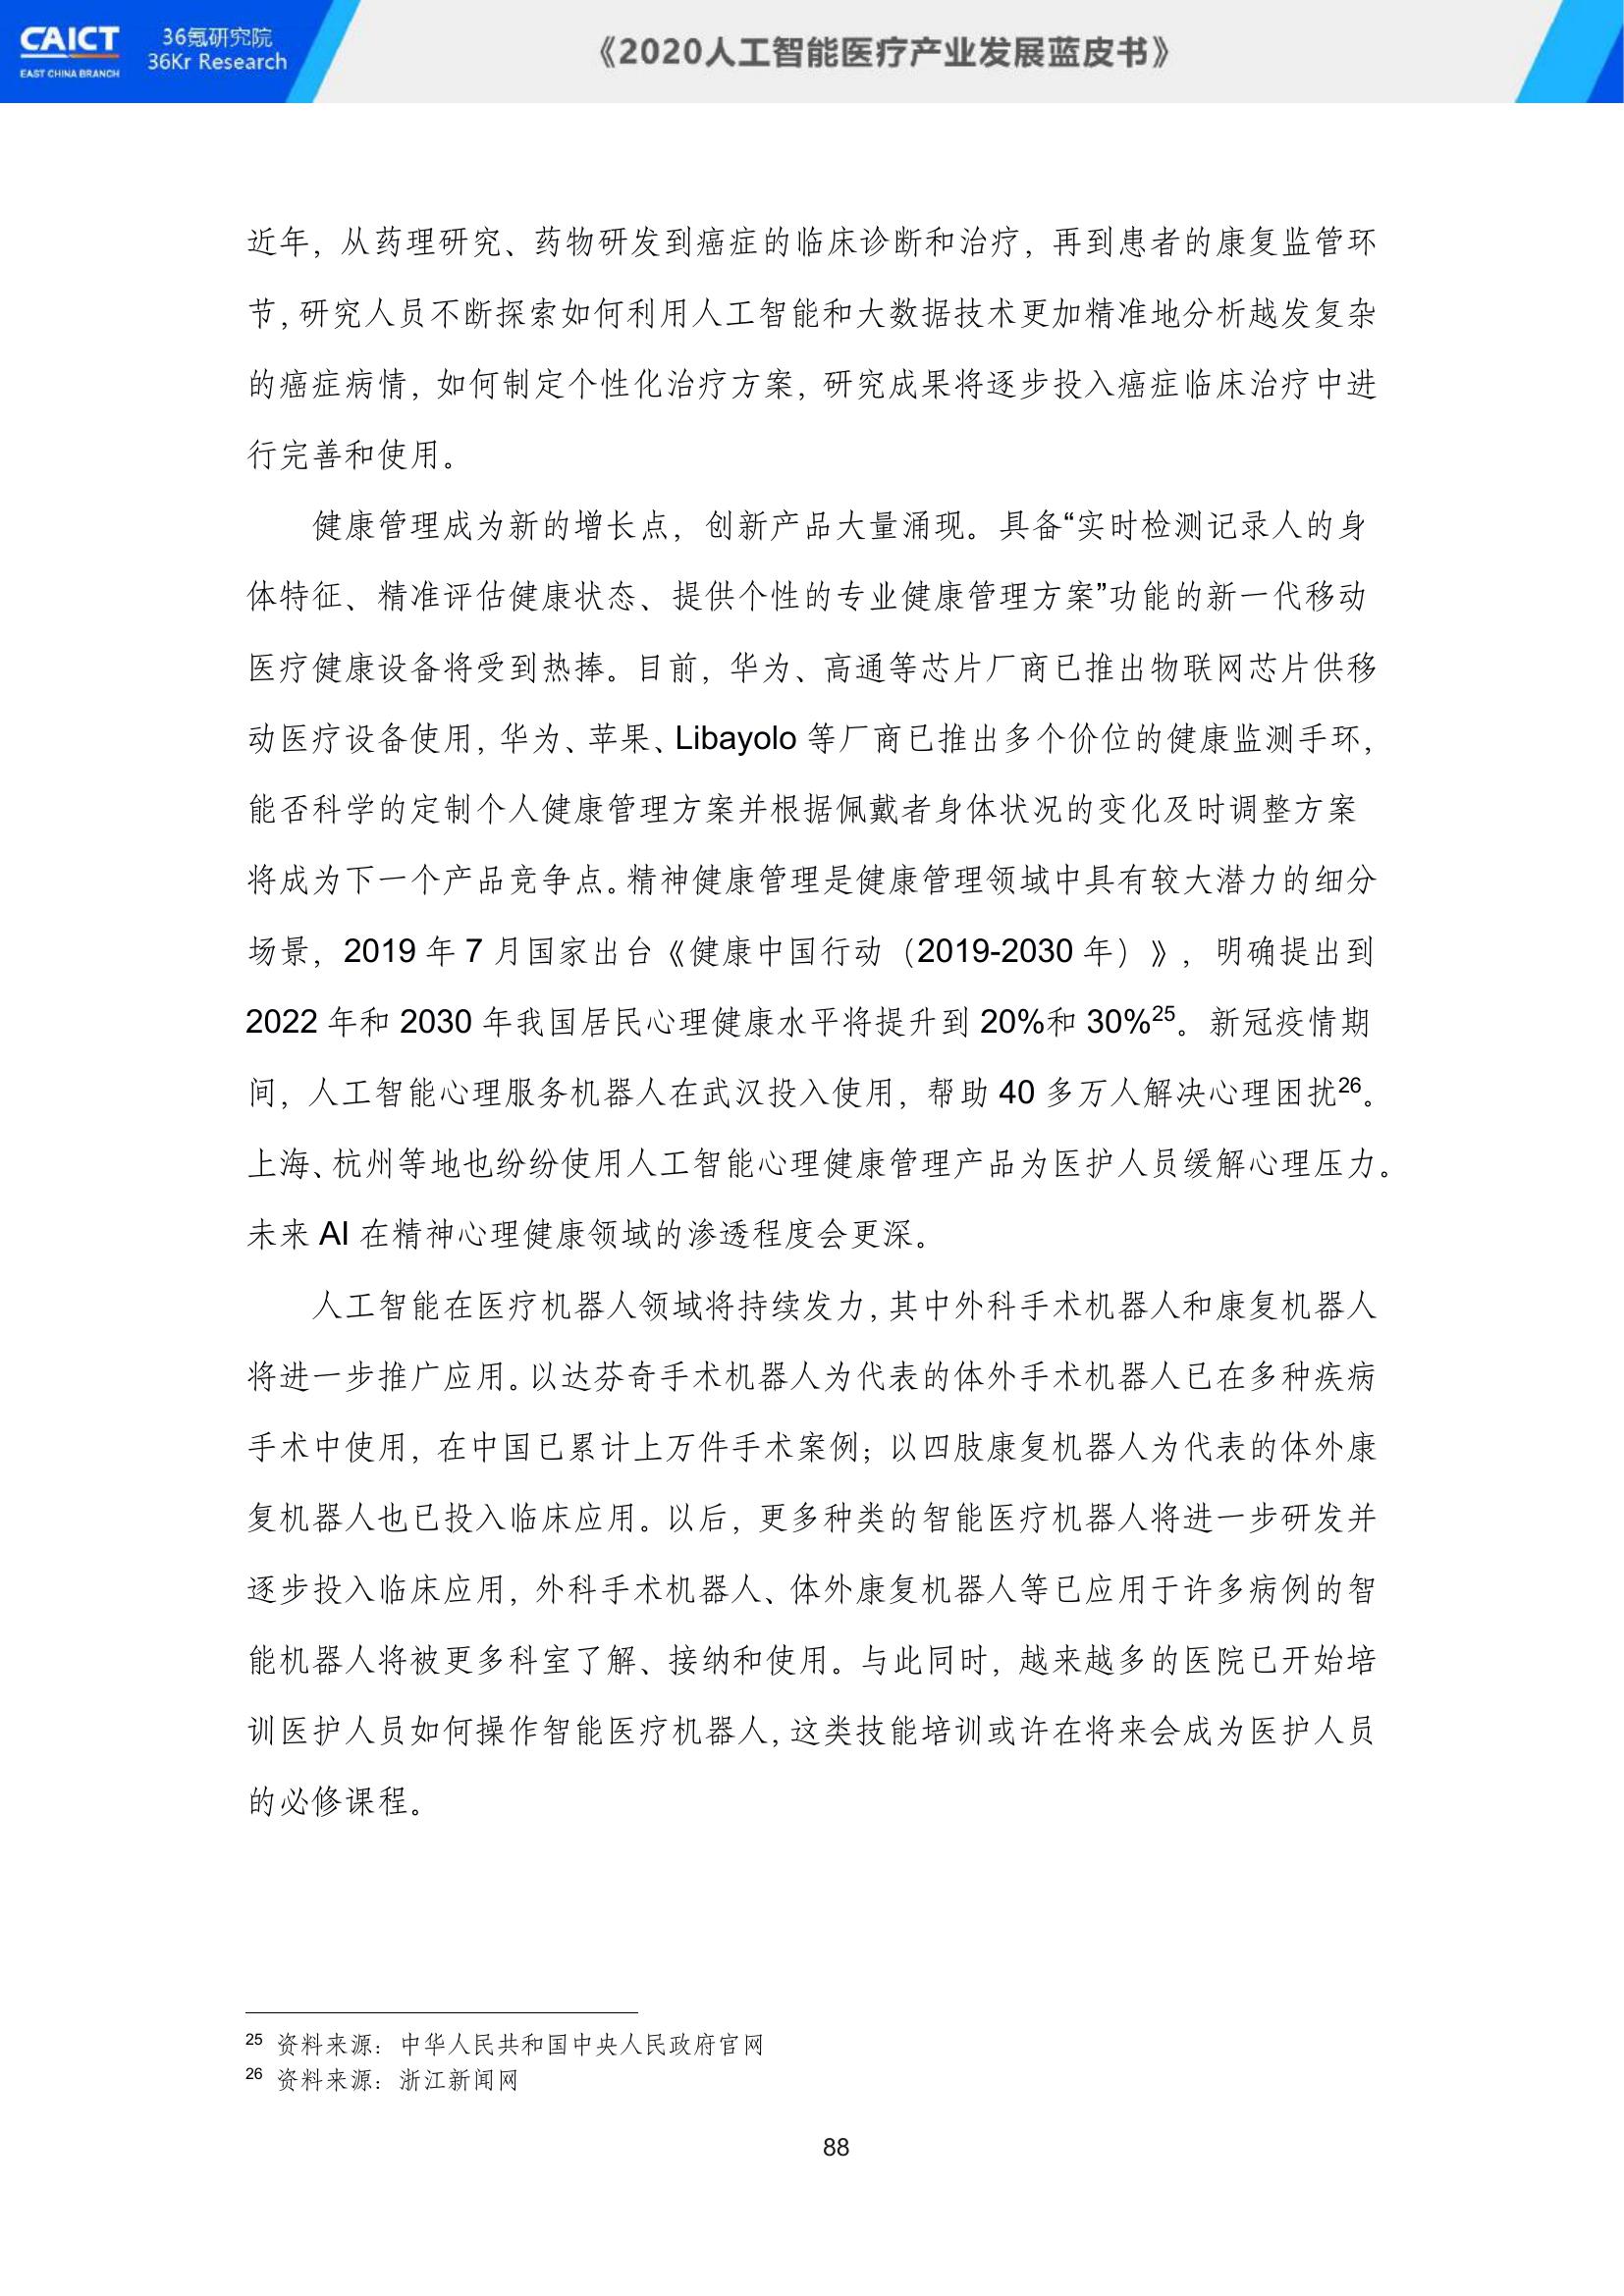 CAICT
EAST CHINA BRANCH
36氪研究院
36Kr Research
《2020人工智能医疗产业发展蓝皮书》
近年，从药理研究、药物研发到癌症的临床诊断和治疗，再到患者的康复监管环
节，研究人员不断探索如何利用人工智能和大数据技术更加精准地分析越发复杂
的癌症病情，如何制定个性化治疗方案，研究成果将逐步投入癌症临床治疗中进
行完善和使用。
健康管理成为新的增长点，创新产品大量涌现。具备“实时检测记录人的身
体特征、精准评估健康状态、提供个性的专业健康管理方案”功能的新一代移动
医疗健康设备将受到热捧。目前，华为、高通等芯片厂商已推出物联网芯片供移
动医疗设备使用，华为、苹果、Libayolo 等厂商已推出多个价位的健康监测手环，
能否科学的定制个人健康管理方案并根据佩戴者身体状况的变化及时调整方案
将成为下一个产品竞争点。精神健康管理是健康管理领域中具有较大潜力的细分
场景，2019 年 7 月国家出台《健康中国行动（2019-2030 年）》，明确提出到
2022 年和 2030 年我国居民心理健康水平将提升到 20%和 30%25。新冠疫情期
间，人工智能心理服务机器人在武汉投入使用，帮助 40 多万人解决心理困扰26。
上海、杭州等地也纷纷使用人工智能心理健康管理产品为医护人员缓解心理压力。
未来 AI 在精神心理健康领域的渗透程度会更深。
人工智能在医疗机器人领域将持续发力，其中外科手术机器人和康复机器人
将进一步推广应用。以达芬奇手术机器人为代表的体外手术机器人已在多种疾病
手术中使用，在中国已累计上万件手术案例；以四肢康复机器人为代表的体外康
复机器人也已投入临床应用。以后，更多种类的智能医疗机器人将进一步研发并
逐步投入临床应用，外科手术机器人、体外康复机器人等已应用于许多病例的智
能机器人将被更多科室了解、接纳和使用。与此同时，越来越多的医院已开始培
训医护人员如何操作智能医疗机器人，这类技能培训或许在将来会成为医护人员
的必修课程。
25 资料来源：中华人民共和国中央人民政府官网
26 资料来源：浙江新闻网
88